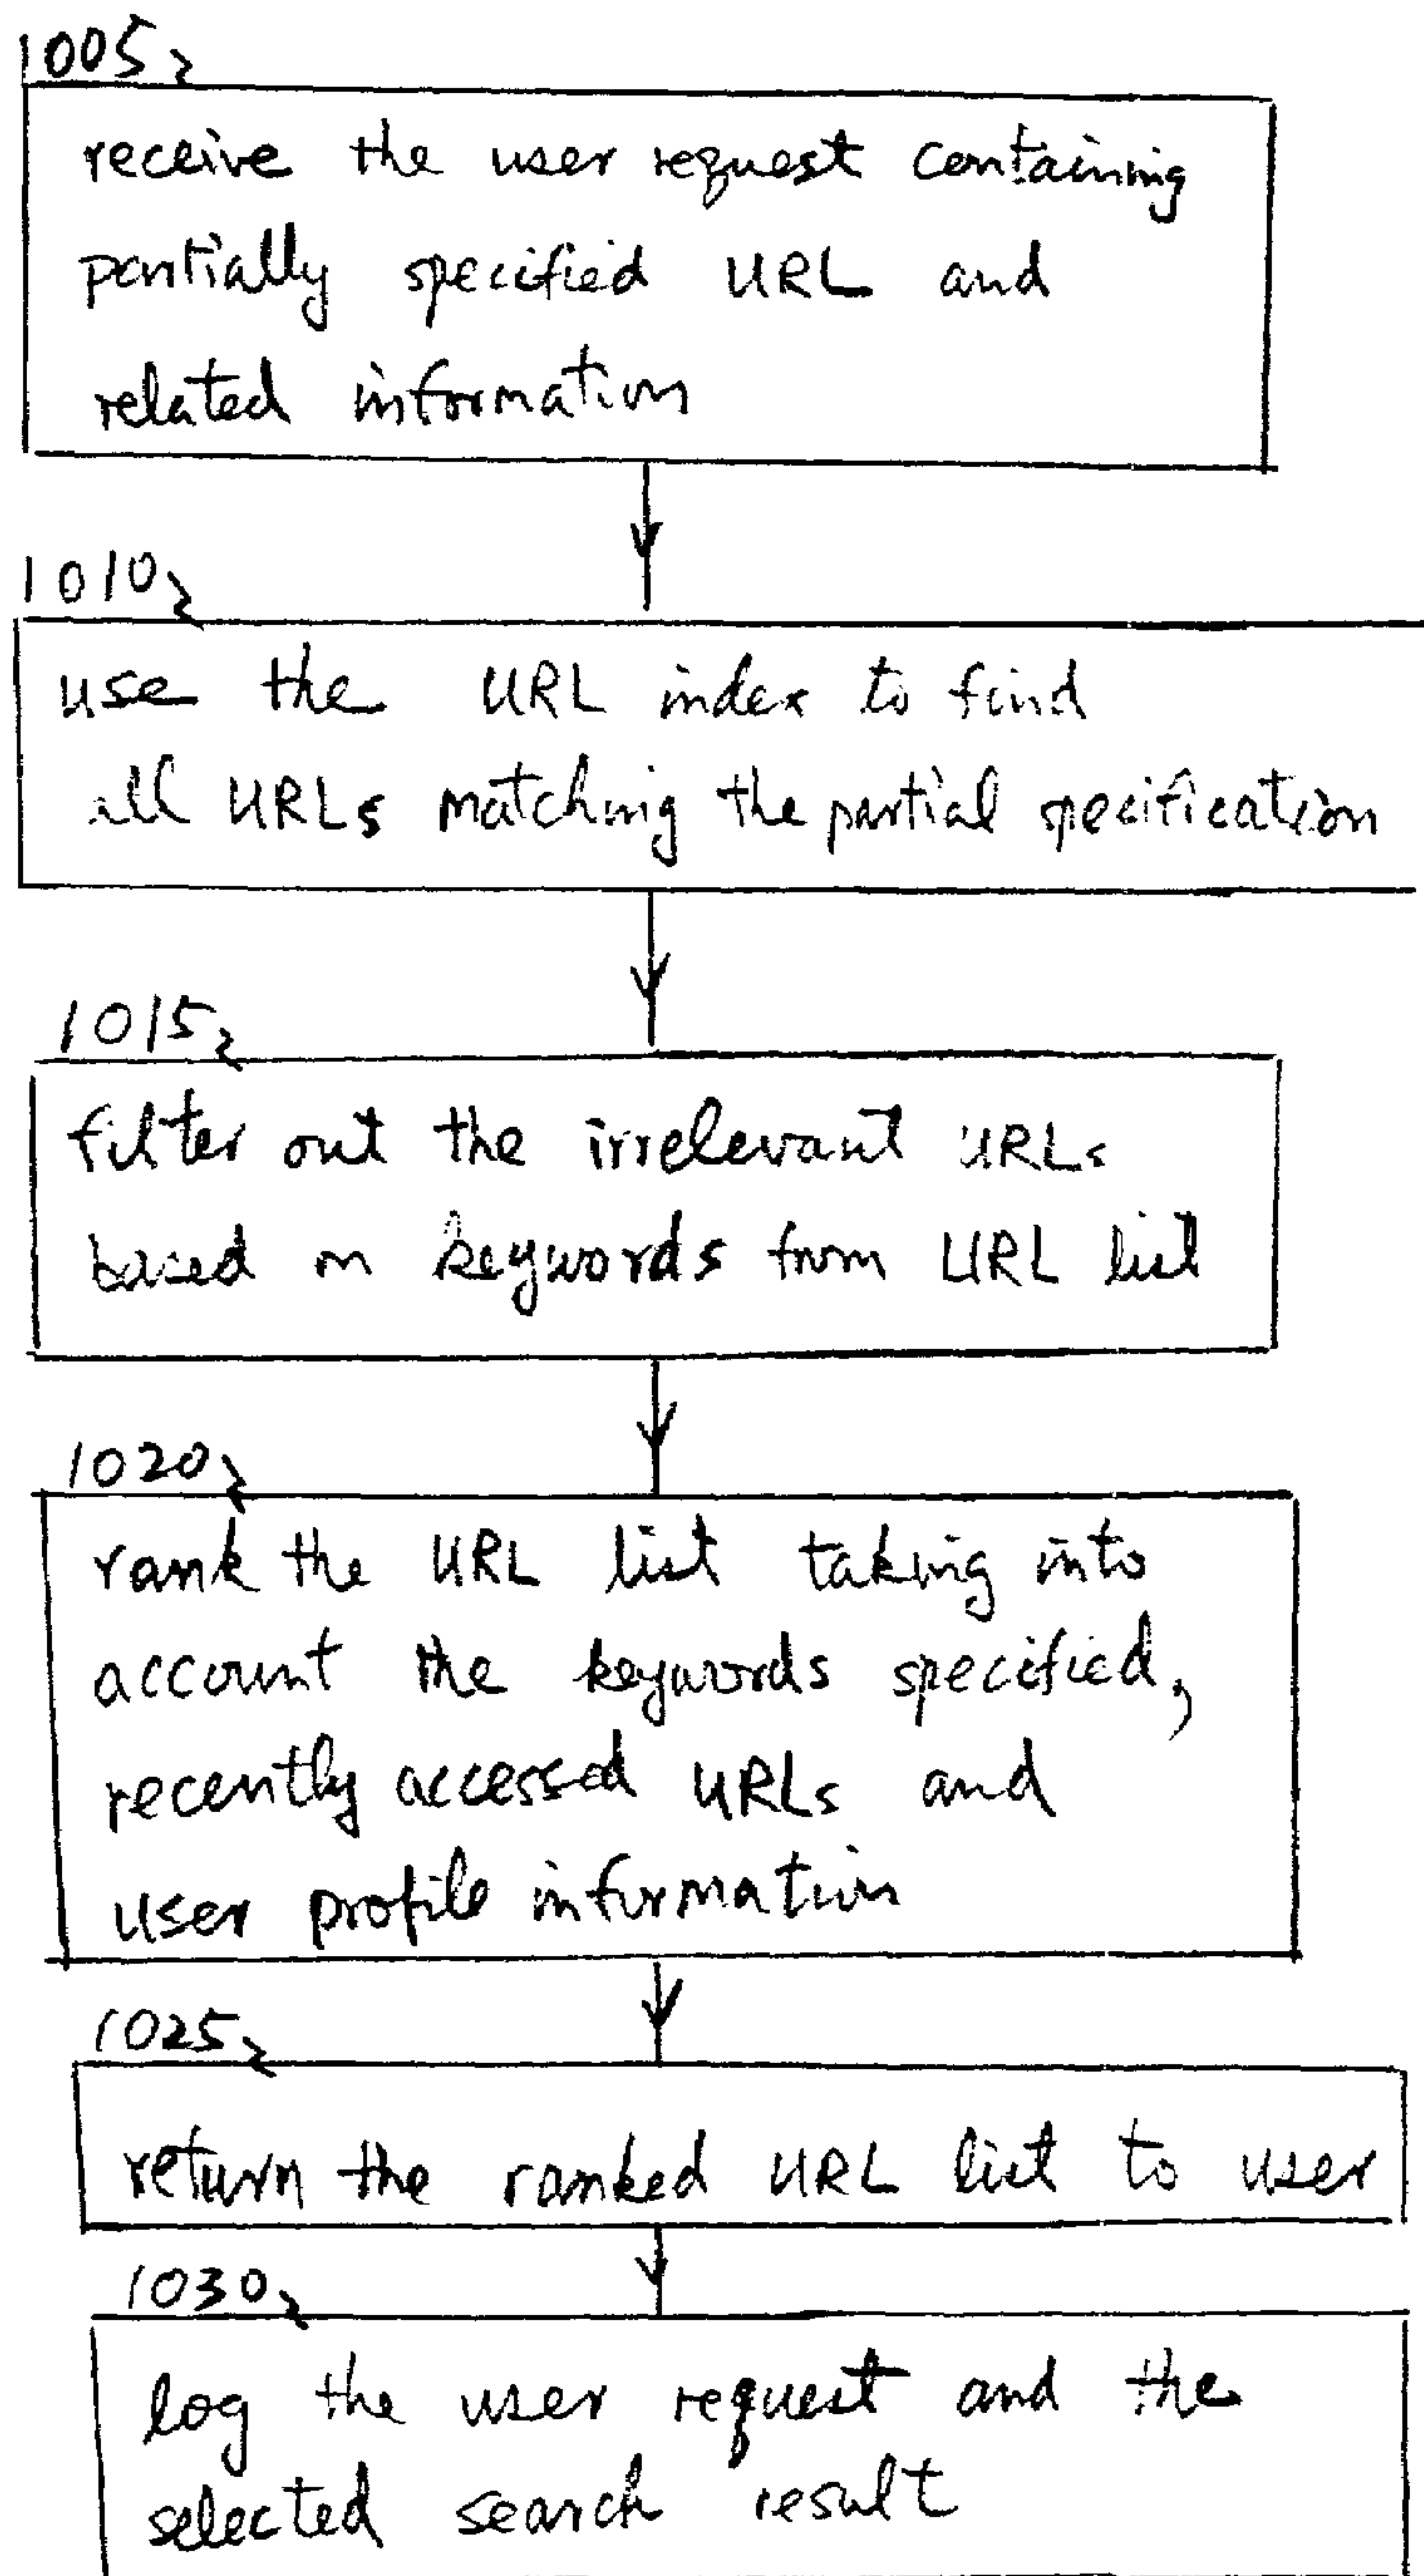 1005
receive the user request containing
partially specified URL and
related information
1010
use the URL index to find
all URLs matching the partial specification
1015
filter out the irrelevant URLs
based on keywords from URL list
1020
rank the URL list taking into
account the keywords specified,
recently accessed URLs and
user profile information
1025
return the ranked URL list to user
1030
log the user request and the
selected search result